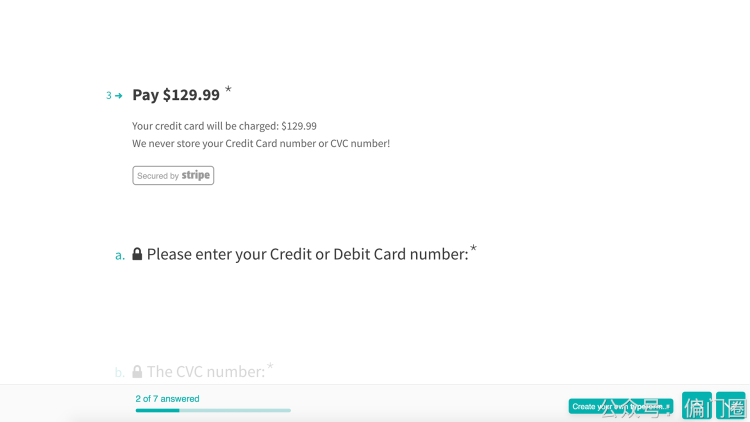 3 → Pay $129.99 *
Your credit card will be charged: $129.99
We never store your Credit Card number or CVC number!
Secured by stripe
a. Please enter your Credit or Debit Card number:*
b. The CVC number:*
2 of 7 answered
Create your own typeform »
公众号：偏门圈